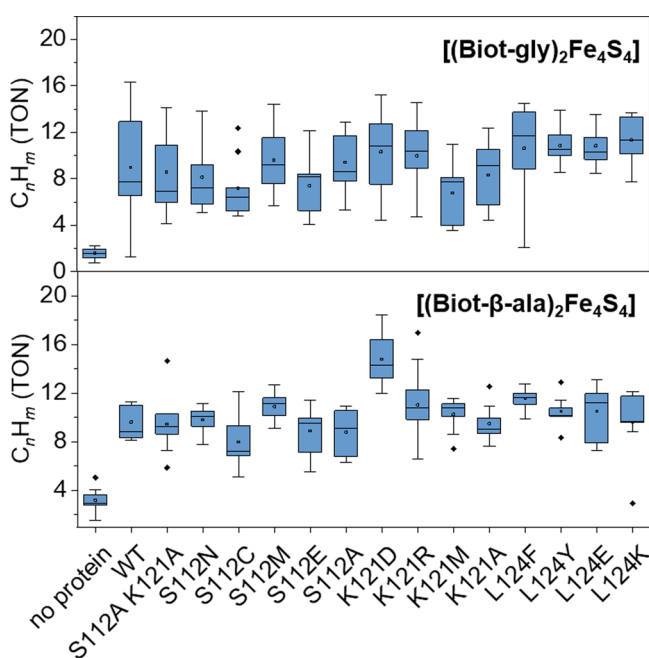 [(Biot-gly)₂Fe₄S₄]
CₙHₘ (TON)
20
16
12
8
4
0
[(Biot-β-ala)₂Fe₄S₄]
CₙHₘ (TON)
20
16
12
8
4
no protein
WT
S112A K121A
S112N
S112C
S112M
S112E
S112A
K121D
K121R
K121M
K121A
L124F
L124Y
L124E
L124K